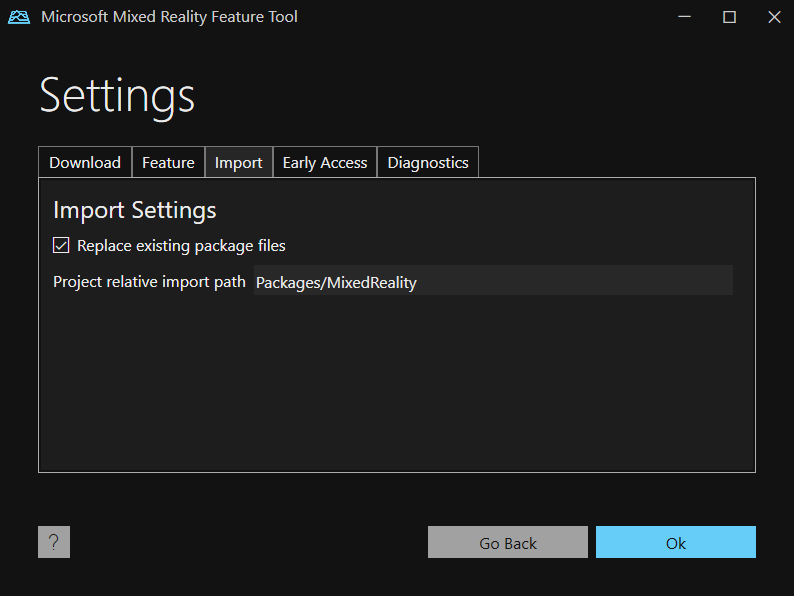 Microsoft Mixed Reality Feature Tool
Settings
Download Feature Import Early Access Diagnostics
Import Settings
Replace existing package files
Project relative import path Packages/MixedReality
? Go Back Ok